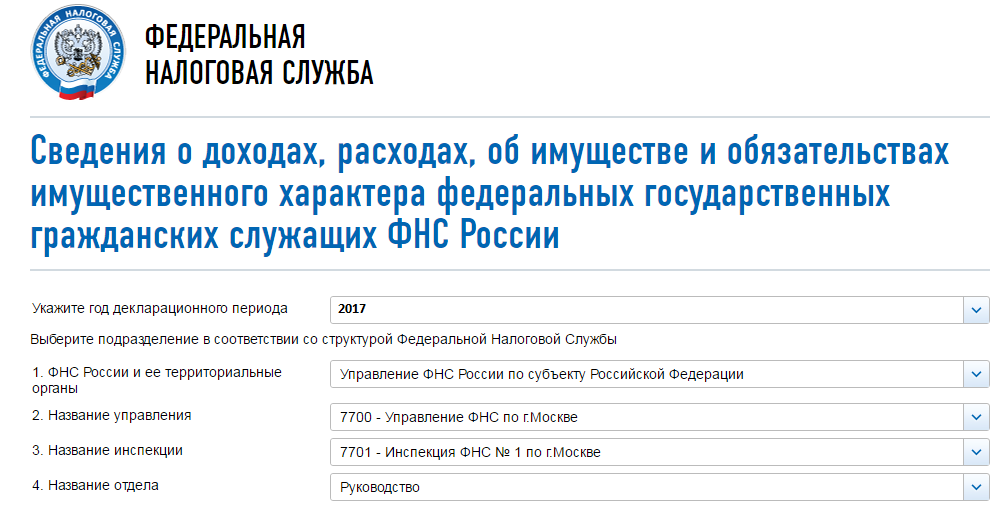 ФЕДЕРАЛЬНАЯ НАЛОГОВАЯ СЛУЖБА
ФЕДЕРАЛЬНАЯ
НАЛОГОВАЯ СЛУЖБА
Сведения о доходах, расходах, об имуществе и обязательствах
имущественного характера федеральных государственных
гражданских служащих ФНС России
Укажите год декларационного периода 2017
Выберите подразделение в соответствии со структурой Федеральной Налоговой Службы
1. ФНС России и ее территориальные Управление ФНС России по субъекту Российской Федерации
органы
2. Название управления 7700 - Управление ФНС по г.Москве
3. Название инспекции 7701 - Инспекция ФНС № 1 по г.Москве
4. Название отдела Руководство